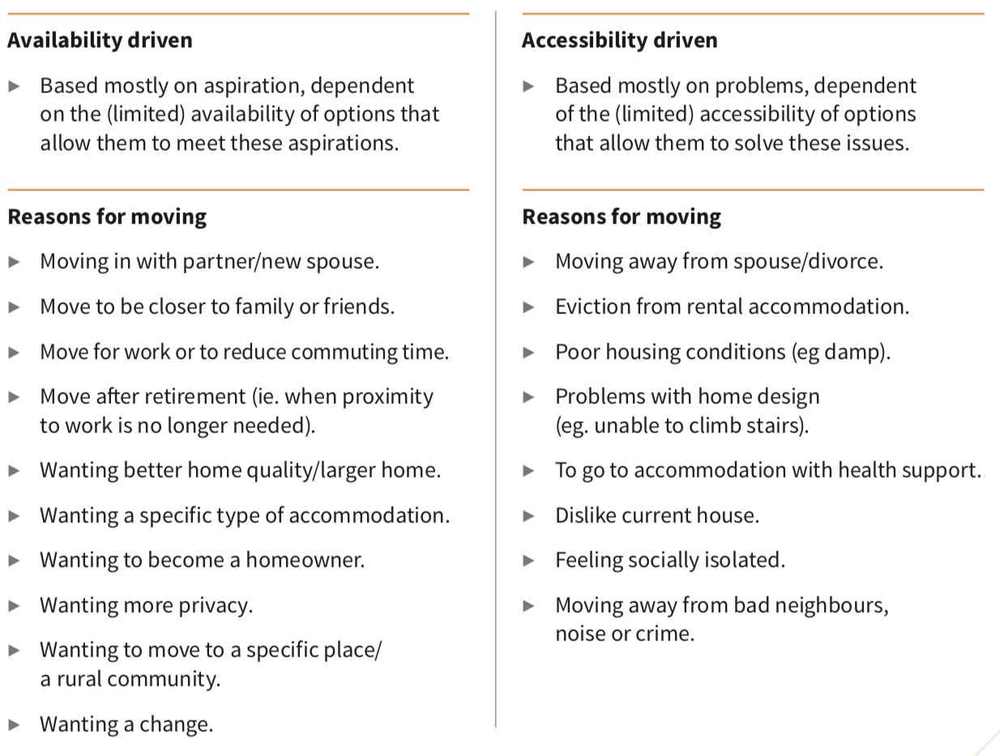 Availability driven
► Based mostly on aspiration, dependent
on the (limited) availability of options that
allow them to meet these aspirations.
Reasons for moving
► Moving in with partner/new spouse.
► Move to be closer to family or friends.
► Move for work or to reduce commuting time.
► Move after retirement (ie. when proximity
to work is no longer needed).
► Wanting better home quality/larger home.
► Wanting a specific type of accommodation.
► Wanting to become a homeowner.
► Wanting more privacy.
► Wanting to move to a specific place/
a rural community.
► Wanting a change.
Accessibility driven
► Based mostly on problems, dependent
of the (limited) accessibility of options
that allow them to solve these issues.
Reasons for moving
► Moving away from spouse/divorce.
► Eviction from rental accommodation.
► Poor housing conditions (eg damp).
► Problems with home design
(eg. unable to climb stairs).
► To go to accommodation with health support.
► Dislike current house.
► Feeling socially isolated.
► Moving away from bad neighbours,
noise or crime.